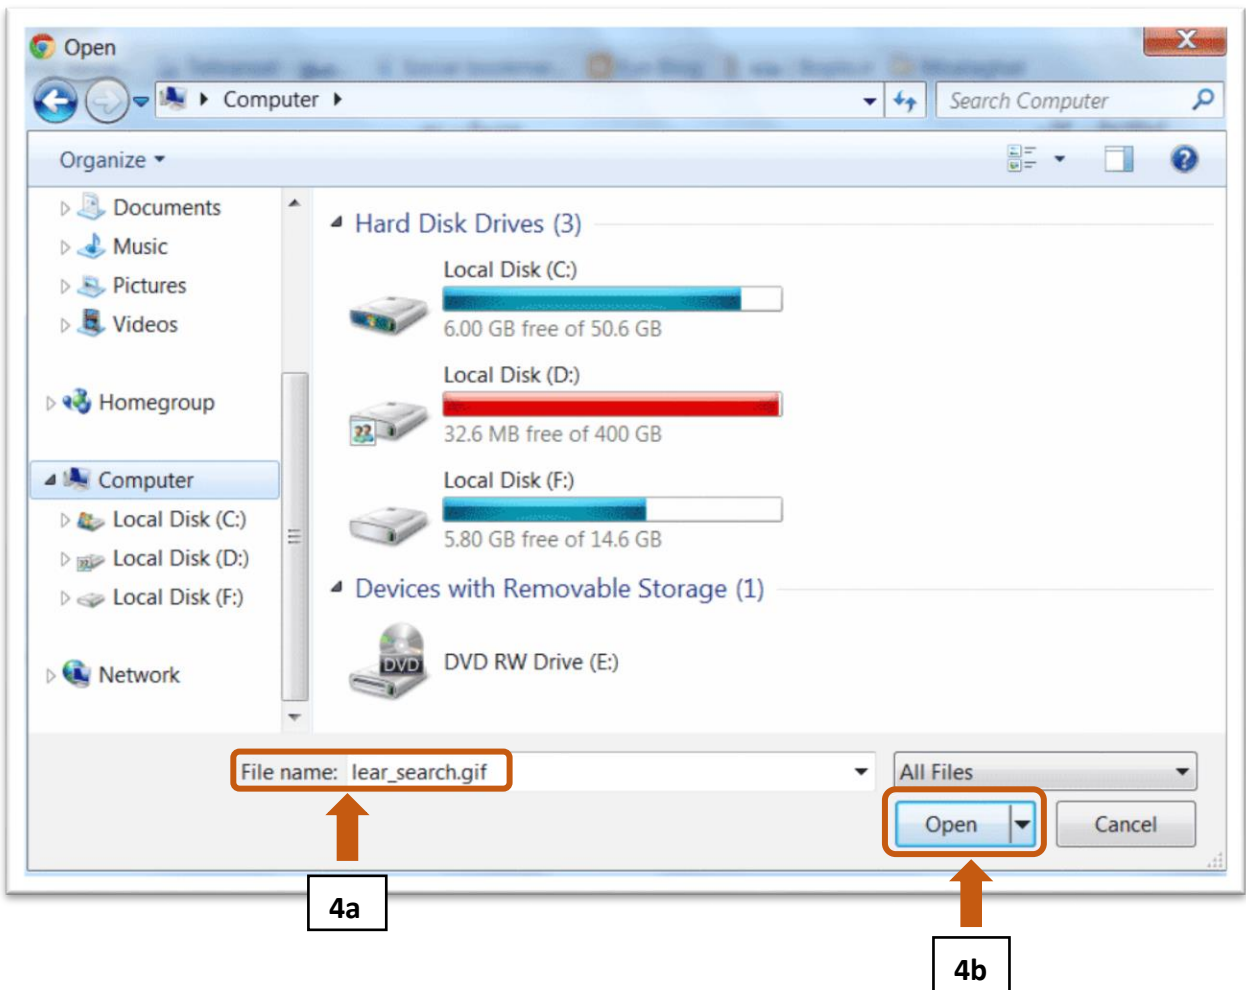 Open
Computer
Search Computer
Organize
Documents
Music
Pictures
Videos
Homegroup
Computer
Local Disk (C:)
Local Disk (D:)
Local Disk (F:)
Network
Hard Disk Drives (3)
Local Disk (C:)
6.00 GB free of 50.6 GB
Local Disk (D:)
32.6 MB free of 400 GB
Local Disk (F:)
5.80 GB free of 14.6 GB
Devices with Removable Storage (1)
DVD
DVD RW Drive (E:)
File name: lear_search.gif
All Files
Open
Cancel
4a
4b